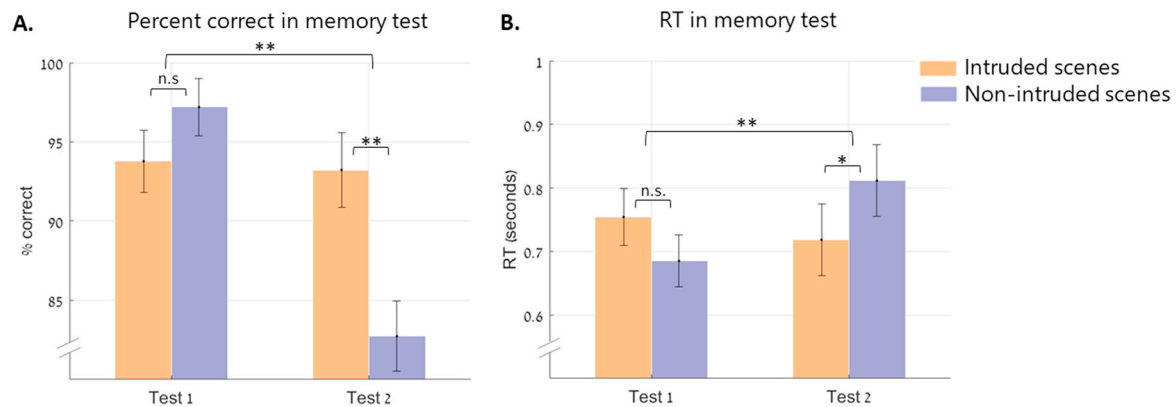 A.
Percent correct in memory test
100
95
90
85
% correct
**
n.s
**
Test 1
Test 2
B.
RT in memory test
1
0.9
0.8
0.7
0.6
RT (seconds)
**
n.s.
*
Test 1
Test 2
Intruded scenes
Non-intruded scenes